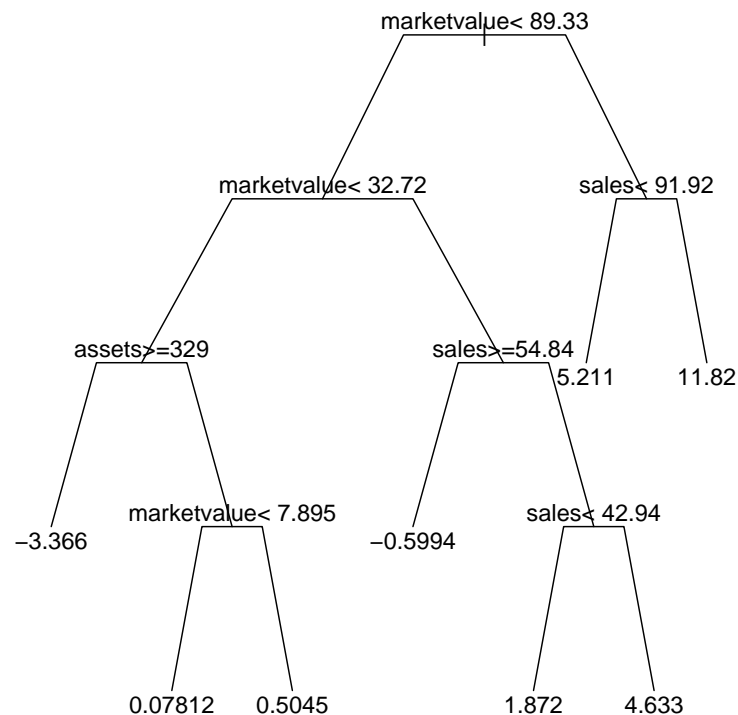 marketvalue< 89.33
marketvalue< 32.72
sales< 91.92
assets>=329
sales>=54.84
5.211
11.82
marketvalue< 7.895
sales< 42.94
−3.366
−0.5994
0.07812
0.5045
1.872
4.633